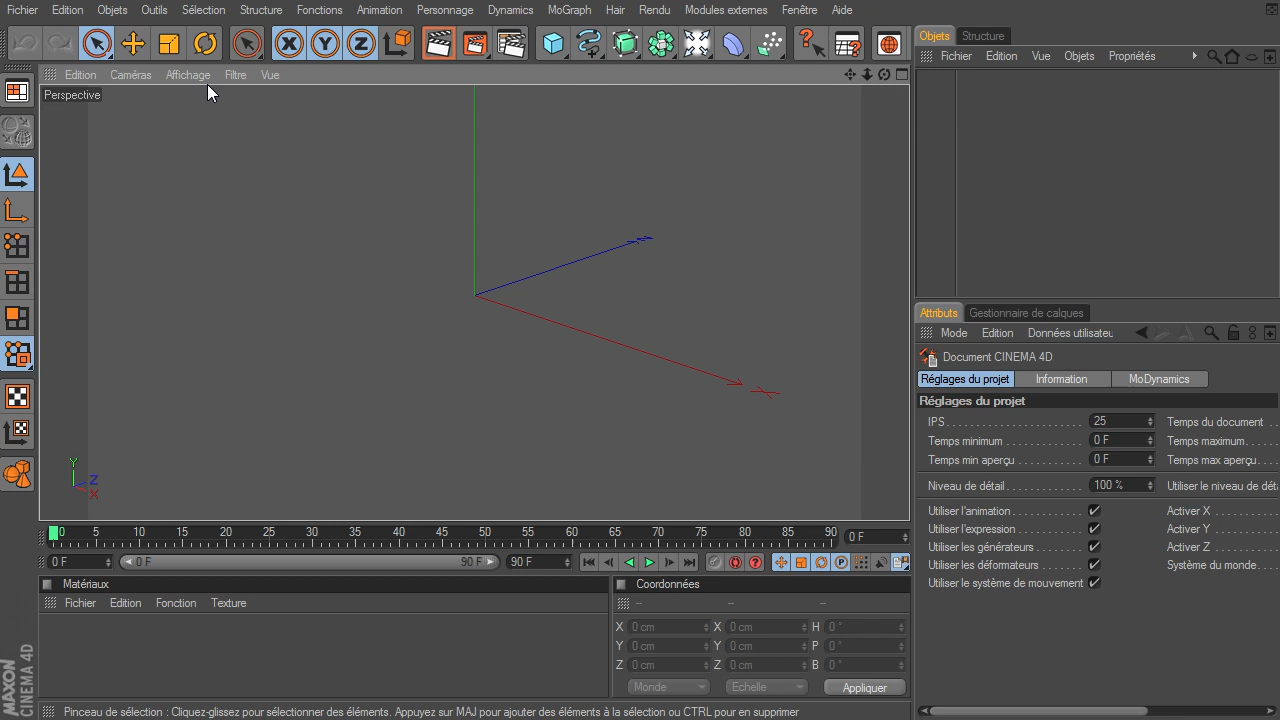 Fichier Edition Objets Outils Sélection Structure Fonctions Animation Personnage Dynamics MoGraph Hair Rendu Modules externes Fenêtre Aide
Objets Structure
Fichier Edition Vue Objets Propriétés
Edition Caméras Affichage Filtre Vue
Perspective
Y
Z
X
Attributs Gestionnaire de calques
Mode Edition Données utilisateu
Document CINEMA 4D
Réglages du projet Information MoDynamics
Réglages du projet
IPS 25 Temps du document
Temps minimum 0 F Temps maximum
Temps min aperçu 0 F Temps max aperçu
Niveau de détail 100 % Utiliser le niveau de dét
Utiliser l'animation Activer X
Utiliser l'expression Activer Y
Utiliser les générateurs Activer Z
Utiliser les déformateurs Système du monde
Utiliser le système de mouvement
0 5 10 15 20 25 30 35 40 45 50 55 60 65 70 75 80 85 90 0 F
0 F 0 F 90 F 90 F
Matériaux
Fichier Edition Fonction Texture
Coordonnées
-- -- --
X 0 cm X 0 cm H 0 °
Y 0 cm Y 0 cm P 0 °
Z 0 cm Z 0 cm B 0 °
Monde Echelle Appliquer
MAXON
CINEMA 4D
Pinceau de sélection : Cliquez-glissez pour sélectionner des éléments. Appuyez sur MAJ pour ajouter des éléments à la sélection ou CTRL pour en supprimer